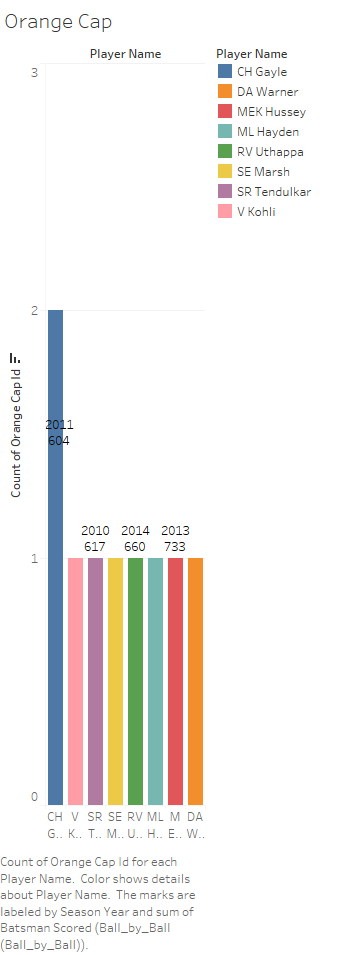 Orange Cap
Player Name
3
2
1
0
Count of Orange Cap Id
2011
604
2010
617
2014
660
2013
733
CH
G..
V
K..
SR
T..
SE
M..
RV
U..
ML
H..
M
E..
DA
W..
Player Name
CH Gayle
DA Warner
MEK Hussey
ML Hayden
RV Uthappa
SE Marsh
SR Tendulkar
V Kohli
Count of Orange Cap Id for each
Player Name. Color shows details
about Player Name. The marks are
labeled by Season Year and sum of
Batsman Scored (Ball_by_Ball
(Ball_by_Ball)).